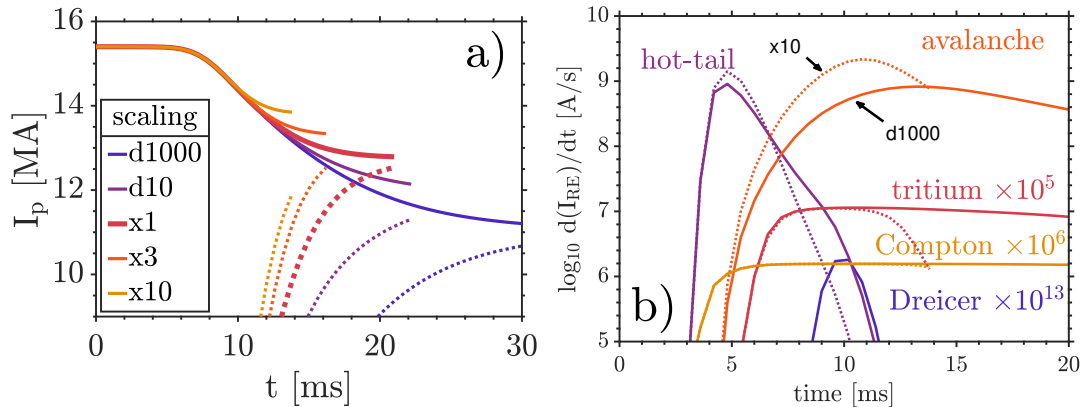 a)
I_p [MA]
16
14
12
10
scaling
d1000
d10
x1
x3
x10
0
10
20
30
t [ms]
b)
log₁₀ d(I_RE)/dt [A/s]
10
9
8
7
6
5
hot-tail
x10
avalanche
d1000
tritium ×10⁵
Compton ×10⁶
Dreicer ×10¹³
0
5
10
15
20
time [ms]